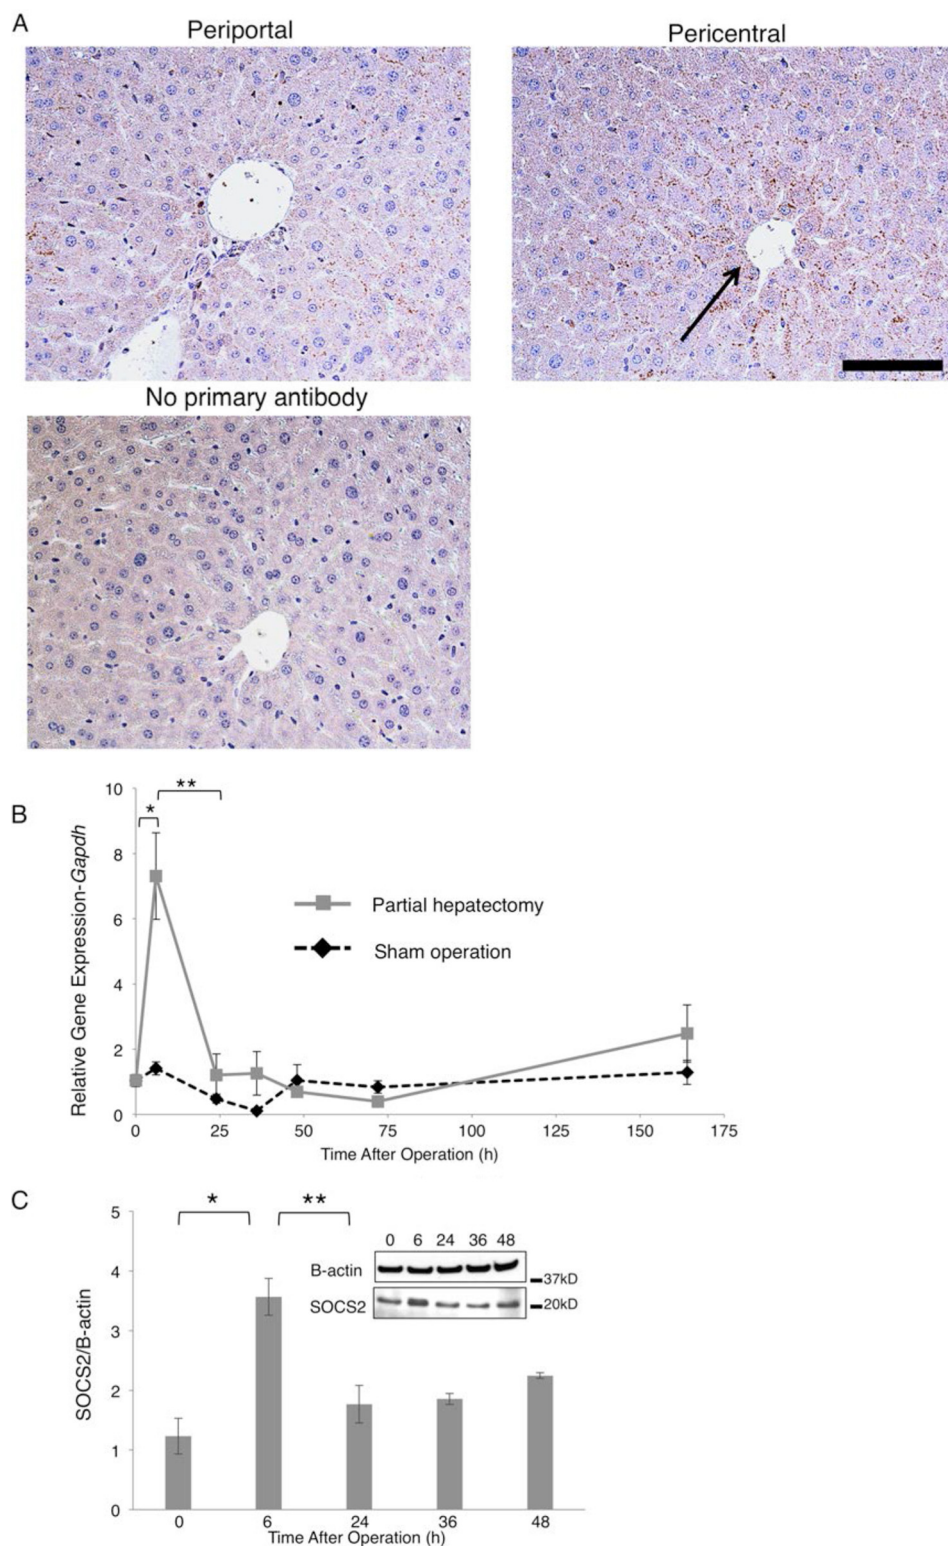 A
Periportal
Pericentral
No primary antibody
B
10
8
6
4
2
0
Relative Gene Expression-Gapdh
*
**
Partial hepatectomy
Sham operation
0 25 50 75 100 125 150 175
Time After Operation (h)
C
5
4
3
2
1
0
SOCS2/B-actin
*
**
0 6 24 36 48
B-actin
37kD
SOCS2
20kD
0 6 24 36 48
Time After Operation (h)